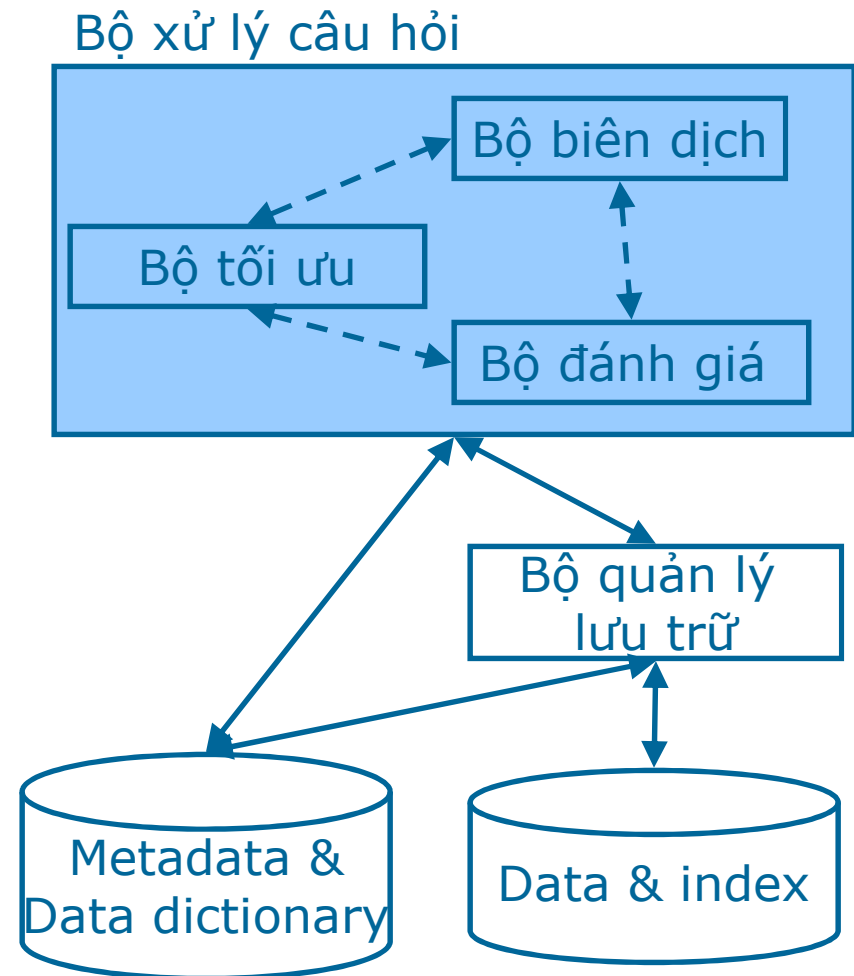 Bộ xử lý câu hỏi
Bộ biên dịch
Bộ tối ưu
Bộ đánh giá
Bộ quản lý
lưu trữ
Metadata &
Data dictionary
Data & index